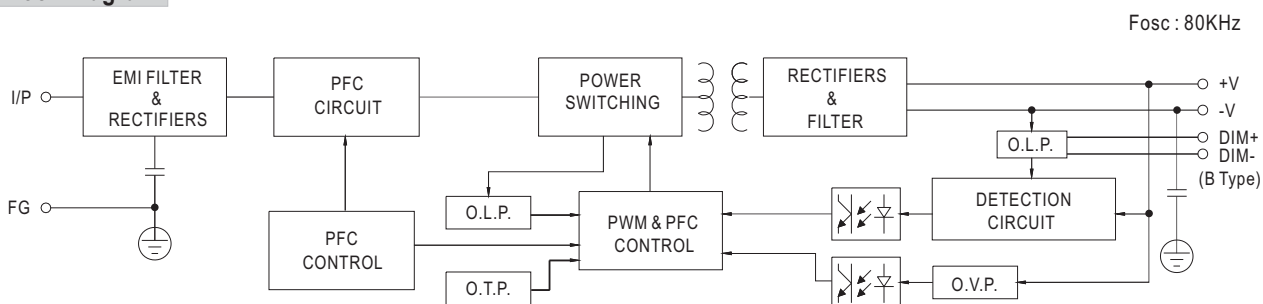 Fosc : 80KHz
I/P
EMI FILTER
&
RECTIFIERS
PFC
CIRCUIT
POWER
SWITCHING
RECTIFIERS
&
FILTER
+V
-V
DIM+
DIM-
(B Type)
O.L.P.
FG
O.L.P.
DETECTION
CIRCUIT
PFC
CONTROL
PWM & PFC
CONTROL
O.T.P.
O.V.P.